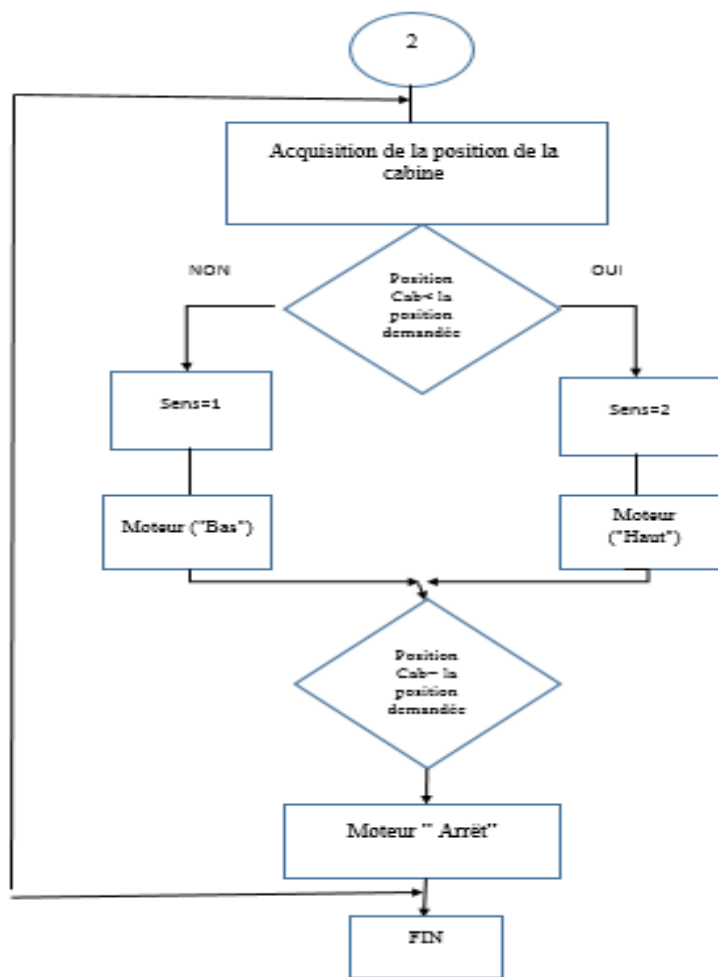 2
Acquisition de la position de la
cabine
NON
OUI
Position
Cab< la
position
demandée
Sens=1
Sens=2
Moteur ("Bas")
Moteur
("Haut")
Position
Cab= la
position
demandée
Moteur " Arrêt"
FIN